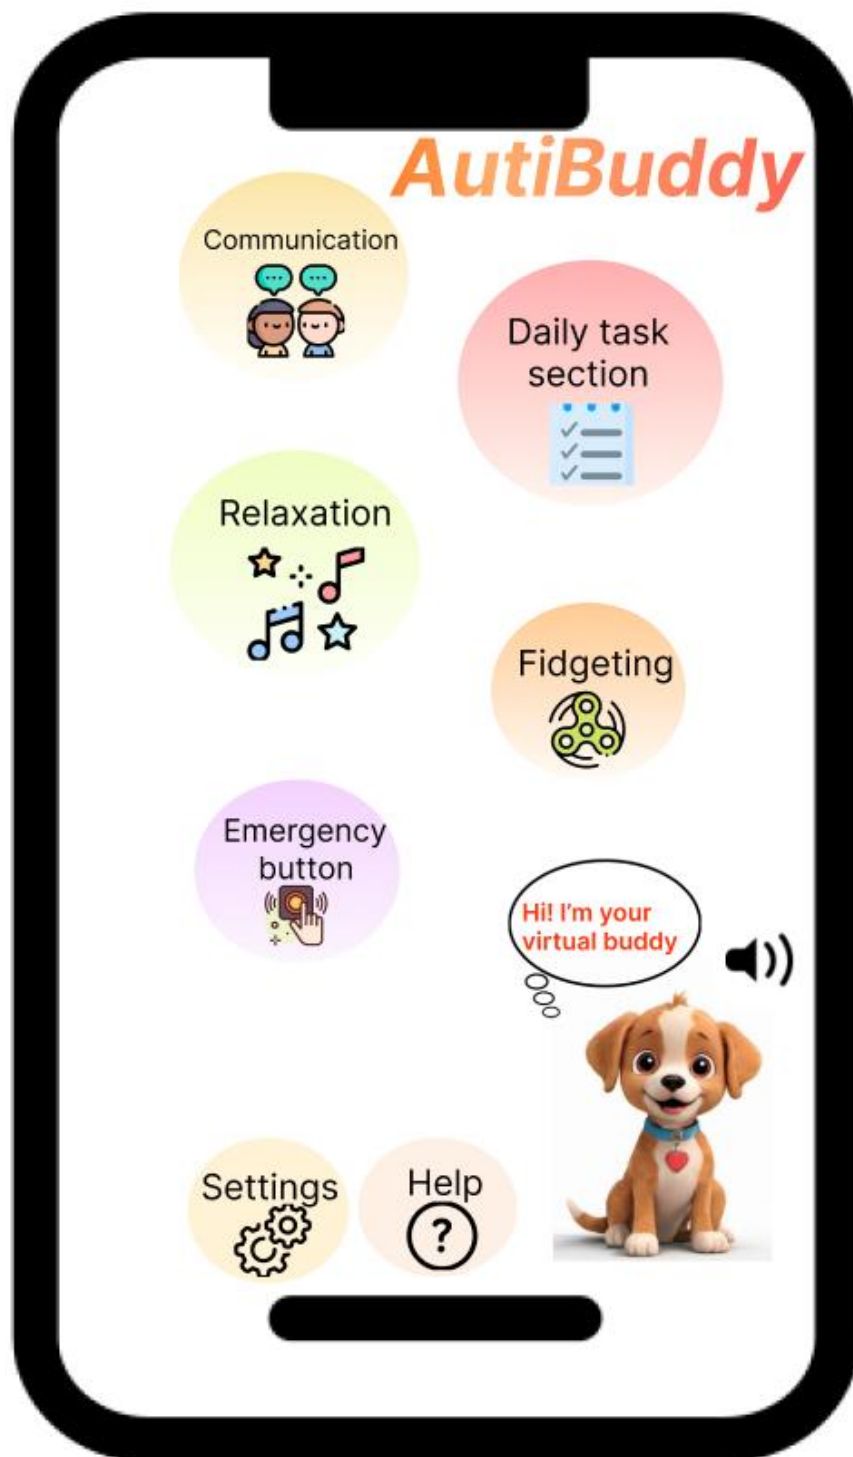 AutiBuddy
Communication
Daily task
section
Relaxation
Fidgeting
Emergency
button
Hi! I'm your
virtual buddy
Settings
Help
?